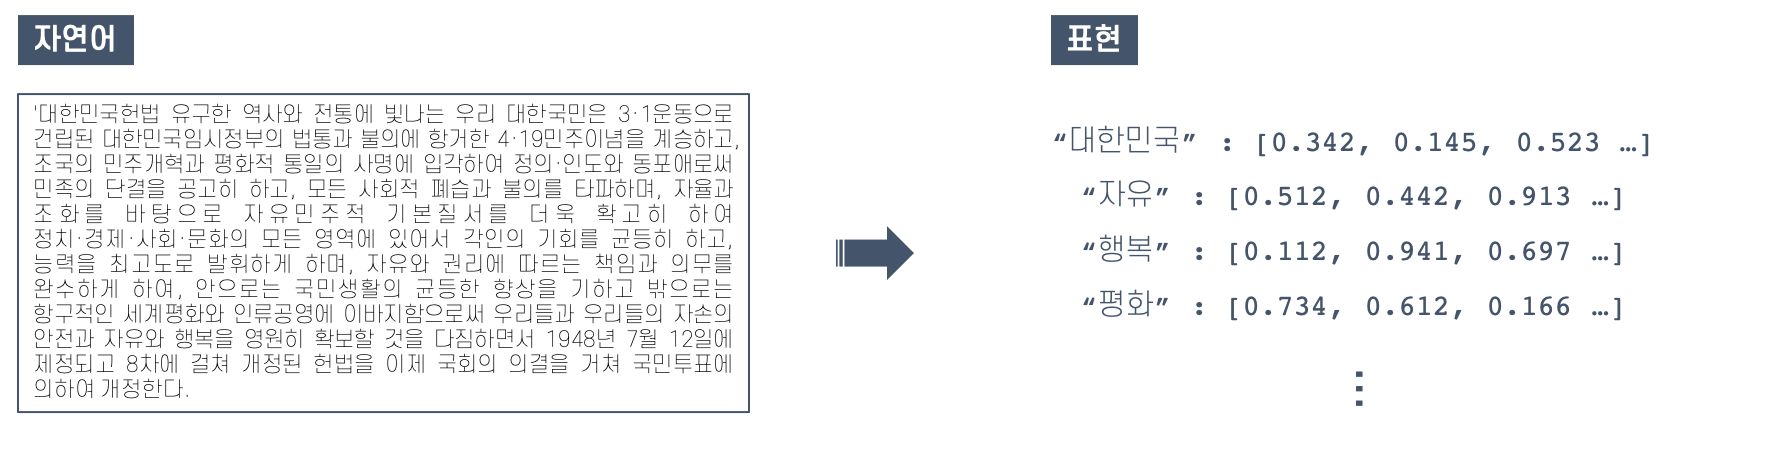 자연어
'대한민국헌법 유구한 역사와 전통에 빛나는 우리 대한국민은 3·1운동으로
건립된 대한민국임시정부의 법통과 불의에 항거한 4·19민주이념을 계승하고,
조국의 민주개혁과 평화적 통일의 사명에 입각하여 정의·인도와 동포애로써
민족의 단결을 공고히 하고, 모든 사회적 폐습과 불의를 타파하며, 자율과
조화를 바탕으로 자유민주적 기본질서를 더욱 확고히 하여
정치·경제·사회·문화의 모든 영역에 있어서 각인의 기회를 균등히 하고,
능력을 최고도로 발휘하게 하며, 자유와 권리에 따르는 책임과 의무를
완수하게 하여, 안으로는 국민생활의 균등한 향상을 기하고 밖으로는
항구적인 세계평화와 인류공영에 이바지함으로써 우리들과 우리들의 자손의
안전과 자유와 행복을 영원히 확보할 것을 다짐하면서 1948년 7월 12일에
제정되고 8차에 걸쳐 개정된 헌법을 이제 국회의 의결을 거쳐 국민투표에
의하여 개정한다.
표현
“대한민국” : [0.342, 0.145, 0.523 …]
“자유” : [0.512, 0.442, 0.913 …]
“행복” : [0.112, 0.941, 0.697 …]
“평화” : [0.734, 0.612, 0.166 …]
⋮